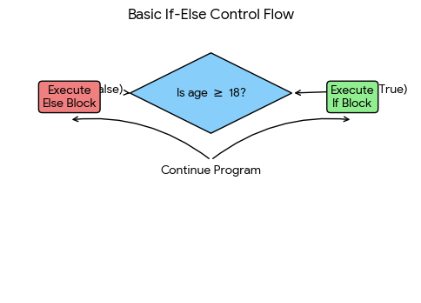 Basic If-Else Control Flow
Execute
Else Block
alse)
Is age ≥ 18?
Execute
If Block
True)
Continue Program